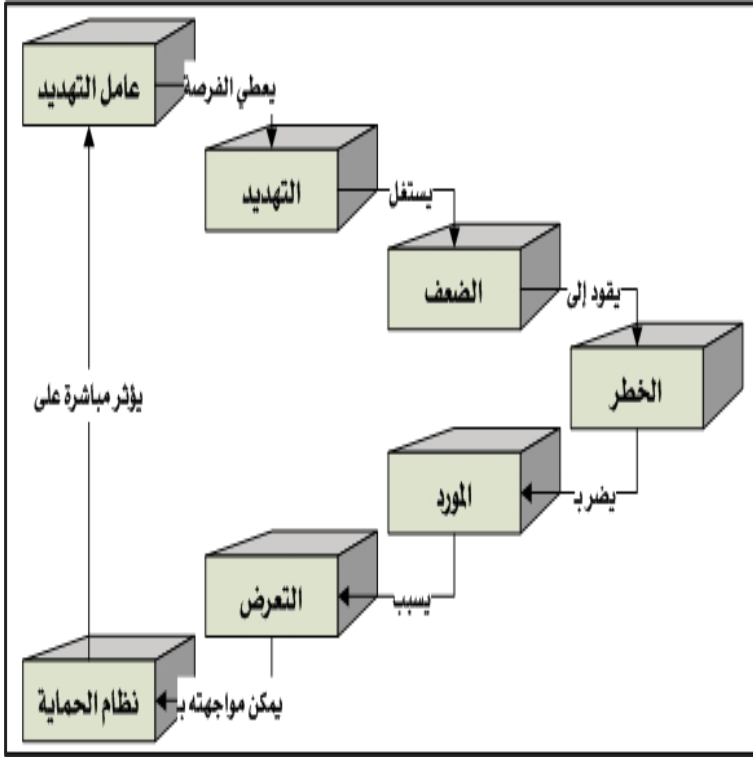 عامل التهديد
يعطي الفرصة
التهديد
يستغل
الضعف
يقود إلى
الخطر
يضر بـ
المورد
يسبب
التعرض
يمكن مواجهته بـ
نظام الحماية
يؤثر مباشرة على